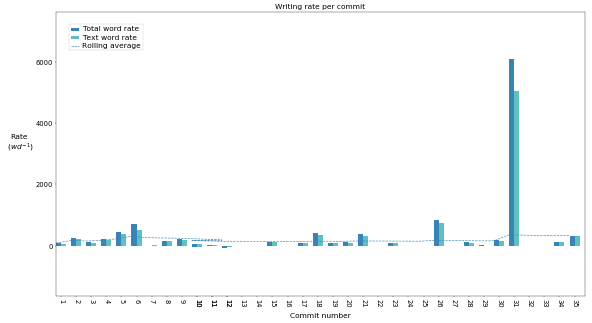 Writing rate per commit
Total word rate
Text word rate
Rolling average
6000
4000
2000
0
Rate
(wd⁻¹)
1 2 3 4 5 6 7 8 9 10 11 12 13 14 15 16 17 18 19 20 21 22 23 24 25 26 27 28 29 30 31 32 33 34 35
Commit number